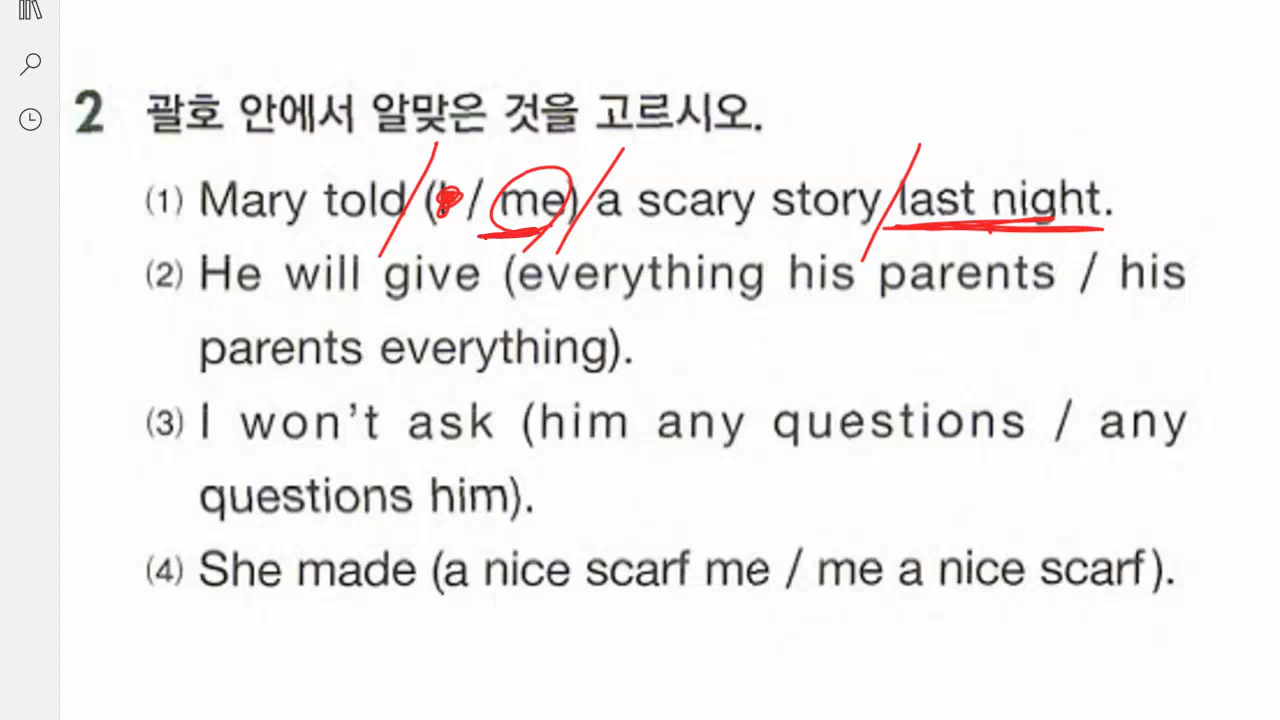 2 괄호 안에서 알맞은 것을 고르시오.
(1) Mary told ( / me) a scary story last night.
(2) He will give (everything his parents / his
parents everything).
(3) I won't ask (him any questions / any
questions him).
(4) She made (a nice scarf me / me a nice scarf).